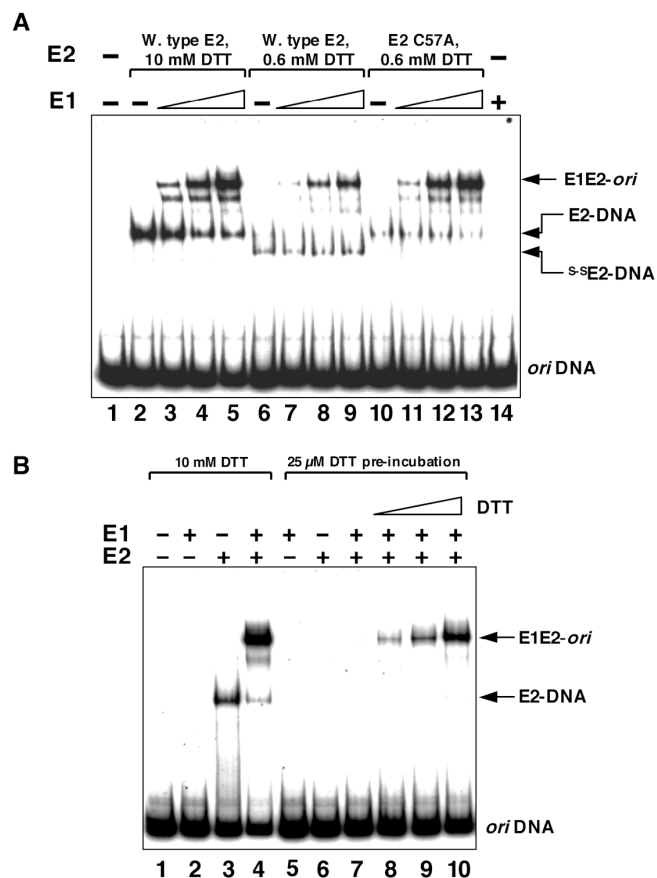 A
W. type E2, W. type E2, E2 C57A,
E2 – 10 mM DTT 0.6 mM DTT 0.6 mM DTT –
E1 – – – – +
E1E2-ori
E2-DNA
S-SE2-DNA
ori DNA
1 2 3 4 5 6 7 8 9 10 11 12 13 14
B
10 mM DTT 25 µM DTT pre-incubation
DTT
E1 – + – + + – + + + +
E2 – – + + – + + + + +
E1E2-ori
E2-DNA
ori DNA
1 2 3 4 5 6 7 8 9 10